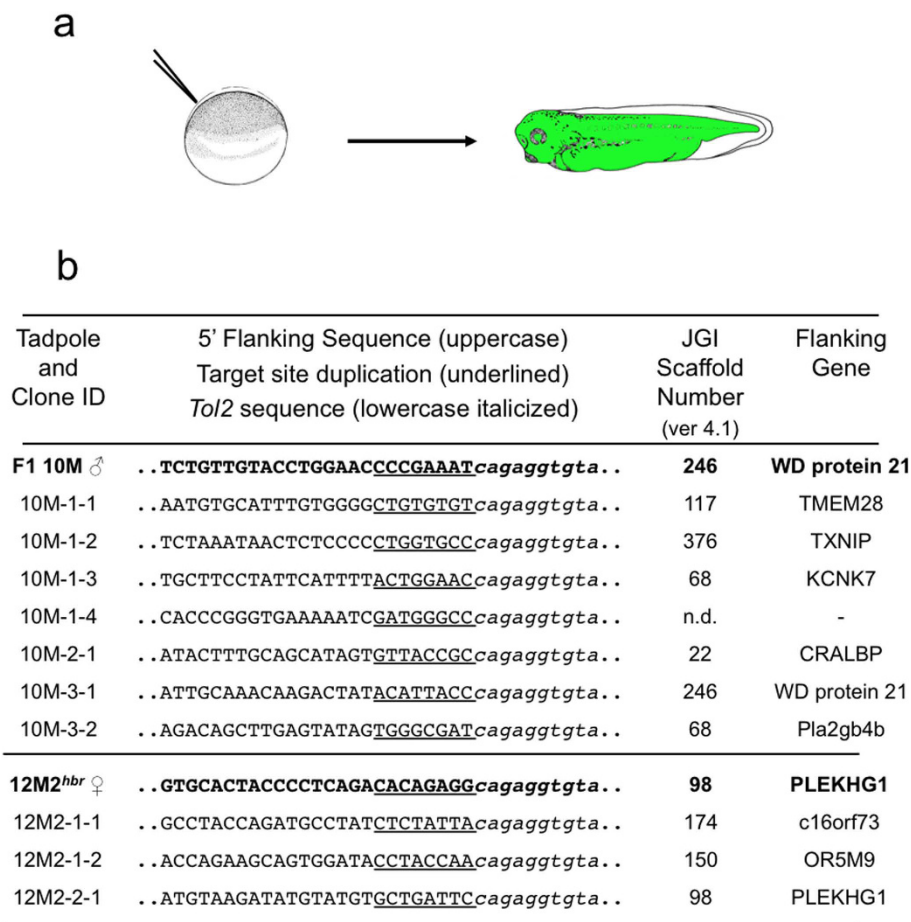 a
b
Tadpole and Clone ID 5’ Flanking Sequence (uppercase) Target site duplication (underlined) Tol2 sequence (lowercase italicized) JGI Scaffold Number (ver 4.1) Flanking Gene
F1 10M ♂ ..TCTGTTGTACCTGGAACCCCGAAATcagaggtgta.. 246 WD protein 21
10M-1-1 ..AATGTGCATTTGTGGGGCTGTGTGTcagaggtgta.. 117 TMEM28
10M-1-2 ..TCTAAATAACTCTCCCCCTGGTGCCcagaggtgta.. 376 TXNIP
10M-1-3 ..TGCTTCCTATTCATTTTACTGGAACcagaggtgta.. 68 KCNK7
10M-1-4 ..CACCCGGGTGAAAAATCGATGGGCCcagaggtgta.. n.d. -
10M-2-1 ..ATACTTTGCAGCATAGTGTTACCGCcagaggtgta.. 22 CRALBP
10M-3-1 ..ATTGCAAACAAGACTATACATTACCcagaggtgta.. 246 WD protein 21
10M-3-2 ..AGACAGCTTGAGTATAGTGGGCGATcagaggtgta.. 68 Pla2gb4b
12M2hbr ♀ ..GTGCACTACCCCTCAGACACAGAGGcagaggtgta.. 98 PLEKHG1
12M2-1-1 ..GCCTACCAGATGCCTATCTCTATTAcagaggtgta.. 174 c16orf73
12M2-1-2 ..ACCAGAAGCAGTGGATACCTACCAAcagaggtgta.. 150 OR5M9
12M2-2-1 ..ATGTAAGATATGTATGTGCTGATTCcagaggtgta.. 98 PLEKHG1